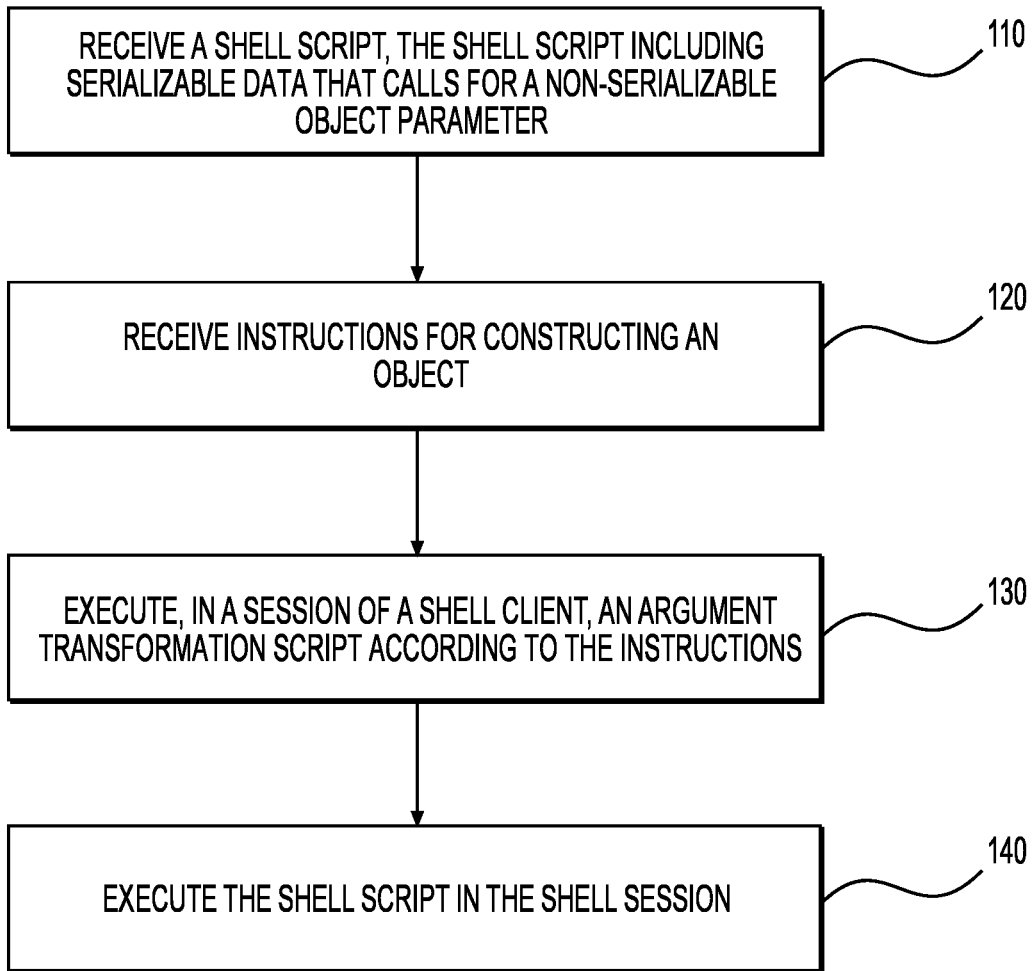 RECEIVE A SHELL SCRIPT, THE SHELL SCRIPT INCLUDING
SERIALIZABLE DATA THAT CALLS FOR A NON-SERIALIZABLE
OBJECT PARAMETER
110
RECEIVE INSTRUCTIONS FOR CONSTRUCTING AN
OBJECT
120
EXECUTE, IN A SESSION OF A SHELL CLIENT, AN ARGUMENT
TRANSFORMATION SCRIPT ACCORDING TO THE INSTRUCTIONS
130
EXECUTE THE SHELL SCRIPT IN THE SHELL SESSION
140